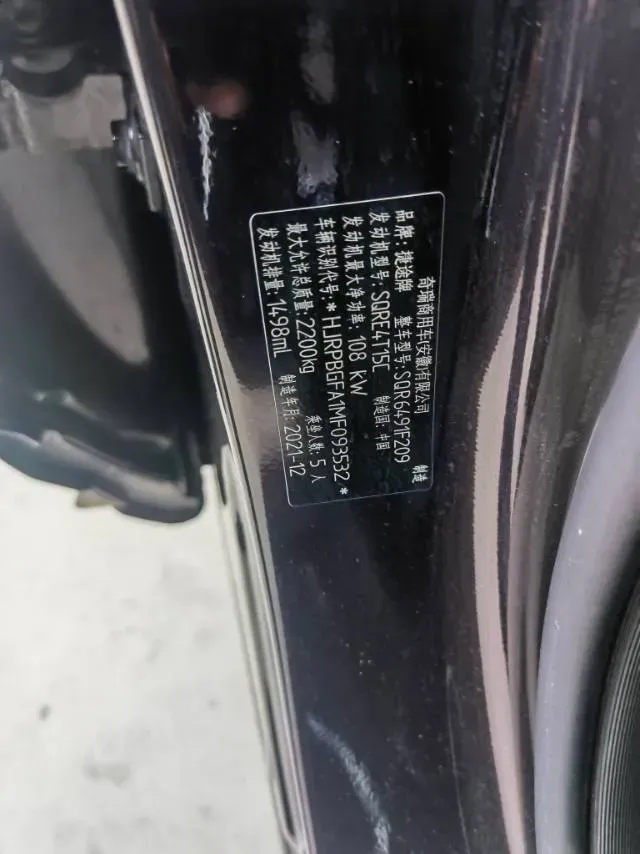 奇瑞商用车(安徽)有限公司 制造
品牌:捷途牌 整车型号:SQR6491F209
发动机型号:SQRE4T15C 制造国:中国
发动机最大净功率:108 kW
车辆识别代号:*HJRPBGFA1MF093532*
最大允许总质量:2200kg 乘坐人数:5 人
发动机排量:1498ml 制造年月:2021-12